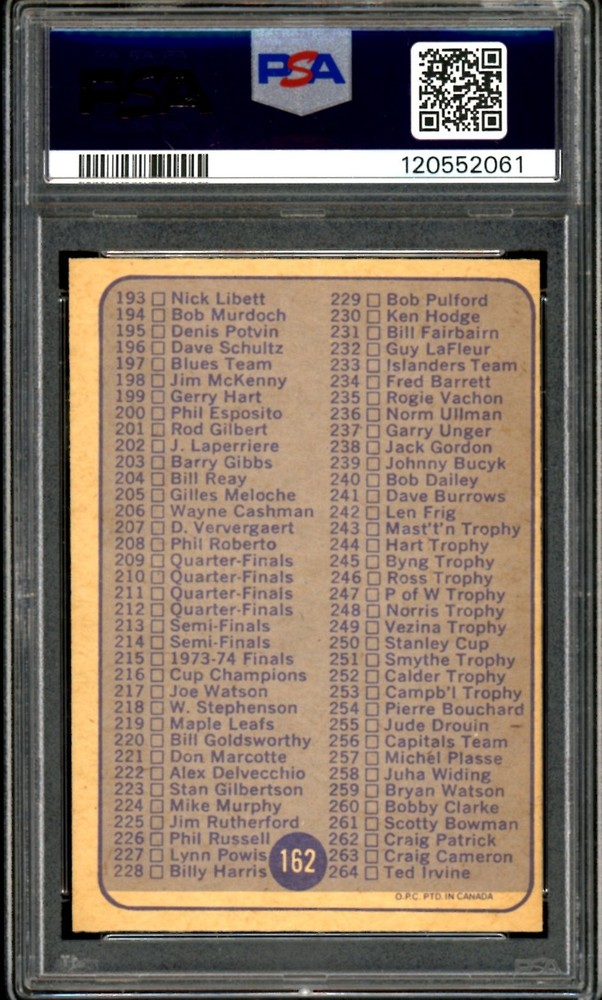 PSA
PSA
120552061
193 Nick Libett
194 Bob Murdoch
195 Denis Potvin
196 Dave Schultz
197 Blues Team
198 Jim McKenny
199 Gerry Hart
200 Phil Esposito
201 Rod Gilbert
202 J. Laperriere
203 Barry Gibbs
204 Bill Reay
205 Gilles Meloche
206 Wayne Cashman
207 D. Ververgaert
208 Phil Roberto
209 Quarter-Finals
210 Quarter-Finals
211 Quarter-Finals
212 Quarter-Finals
213 Semi-Finals
214 Semi-Finals
215 1973-74 Finals
216 Cup Champions
217 Joe Watson
218 W. Stephenson
219 Maple Leafs
220 Bill Goldsworthy
221 Don Marcotte
222 Alex Delvecchio
223 Stan Gilbertson
224 Mike Murphy
225 Jim Rutherford
226 Phil Russell
227 Lynn Powis
228 Billy Harris
229 Bob Pulford
230 Ken Hodge
231 Bill Fairbairn
232 Guy LaFleur
233 Islanders Team
234 Fred Barrett
235 Rogie Vachon
236 Norm Ullman
237 Garry Unger
238 Jack Gordon
239 Johnny Bucyk
240 Bob Dailey
241 Dave Burrows
242 Len Frig
243 Mast't'n Trophy
244 Hart Trophy
245 Byng Trophy
246 Ross Trophy
247 P of W Trophy
248 Norris Trophy
249 Vezina Trophy
250 Stanley Cup
251 Smythe Trophy
252 Calder Trophy
253 Campb'l Trophy
254 Pierre Bouchard
255 Jude Drouin
256 Capitals Team
257 Michel Plasse
258 Juha Widing
259 Bryan Watson
260 Bobby Clarke
261 Scotty Bowman
262 Craig Patrick
263 Craig Cameron
264 Ted Irvine
162
O.P.C. PTD. IN CANADA
PSA